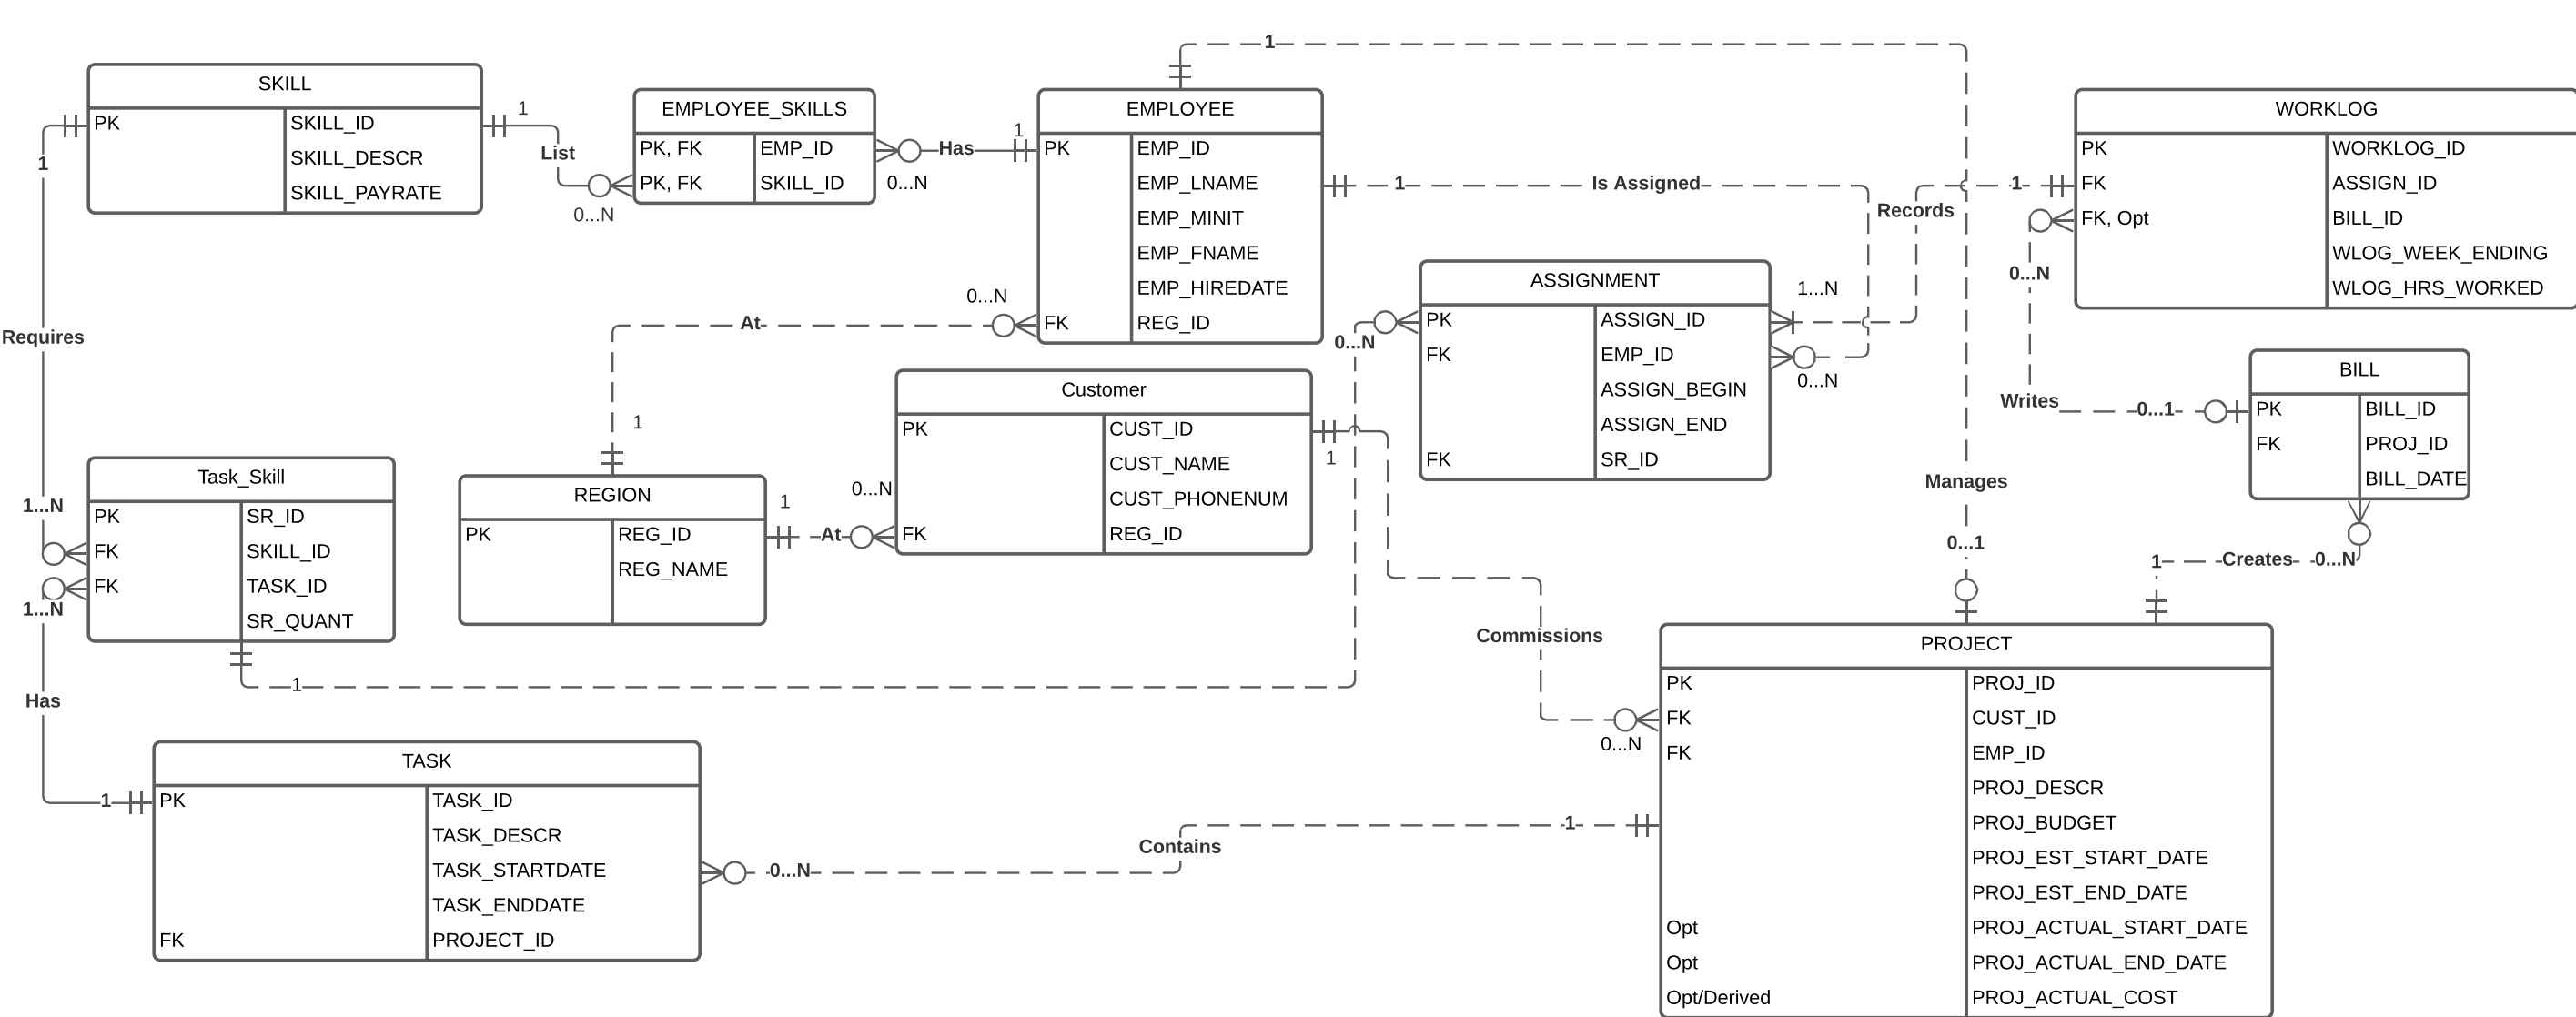 1
SKILL
PK SKILL_ID
SKILL_DESCR
SKILL_PAYRATE
1
1
List
0...N
EMPLOYEE_SKILLS
PK, FK EMP_ID
PK, FK SKILL_ID
Has
0...N
1
EMPLOYEE
PK EMP_ID
EMP_LNAME
EMP_MINIT
EMP_FNAME
EMP_HIREDATE
FK REG_ID
1
Is Assigned
Records
1
WORKLOG
PK WORKLOG_ID
FK ASSIGN_ID
FK, Opt BILL_ID
WLOG_WEEK_ENDING
WLOG_HRS_WORKED
0...N
Writes
0...1
0...N
At
1
Requires
0...N
ASSIGNMENT
PK ASSIGN_ID
FK EMP_ID
ASSIGN_BEGIN
ASSIGN_END
FK SR_ID
1...N
0...N
BILL
PK BILL_ID
FK PROJ_ID
BILL_DATE
Customer
PK CUST_ID
CUST_NAME
CUST_PHONENUM
FK REG_ID
1
Manages
0...1
1...N
Task_Skill
PK SR_ID
FK SKILL_ID
FK TASK_ID
SR_QUANT
1...N
REGION
PK REG_ID
REG_NAME
1
At
0...N
1
Creates
0...N
Commissions
0...N
1
Has
1
TASK
PK TASK_ID
TASK_DESCR
TASK_STARTDATE
TASK_ENDDATE
FK PROJECT_ID
0...N
Contains
1
PROJECT
PK PROJ_ID
FK CUST_ID
FK EMP_ID
PROJ_DESCR
PROJ_BUDGET
PROJ_EST_START_DATE
PROJ_EST_END_DATE
Opt PROJ_ACTUAL_START_DATE
Opt PROJ_ACTUAL_END_DATE
Opt/Derived PROJ_ACTUAL_COST